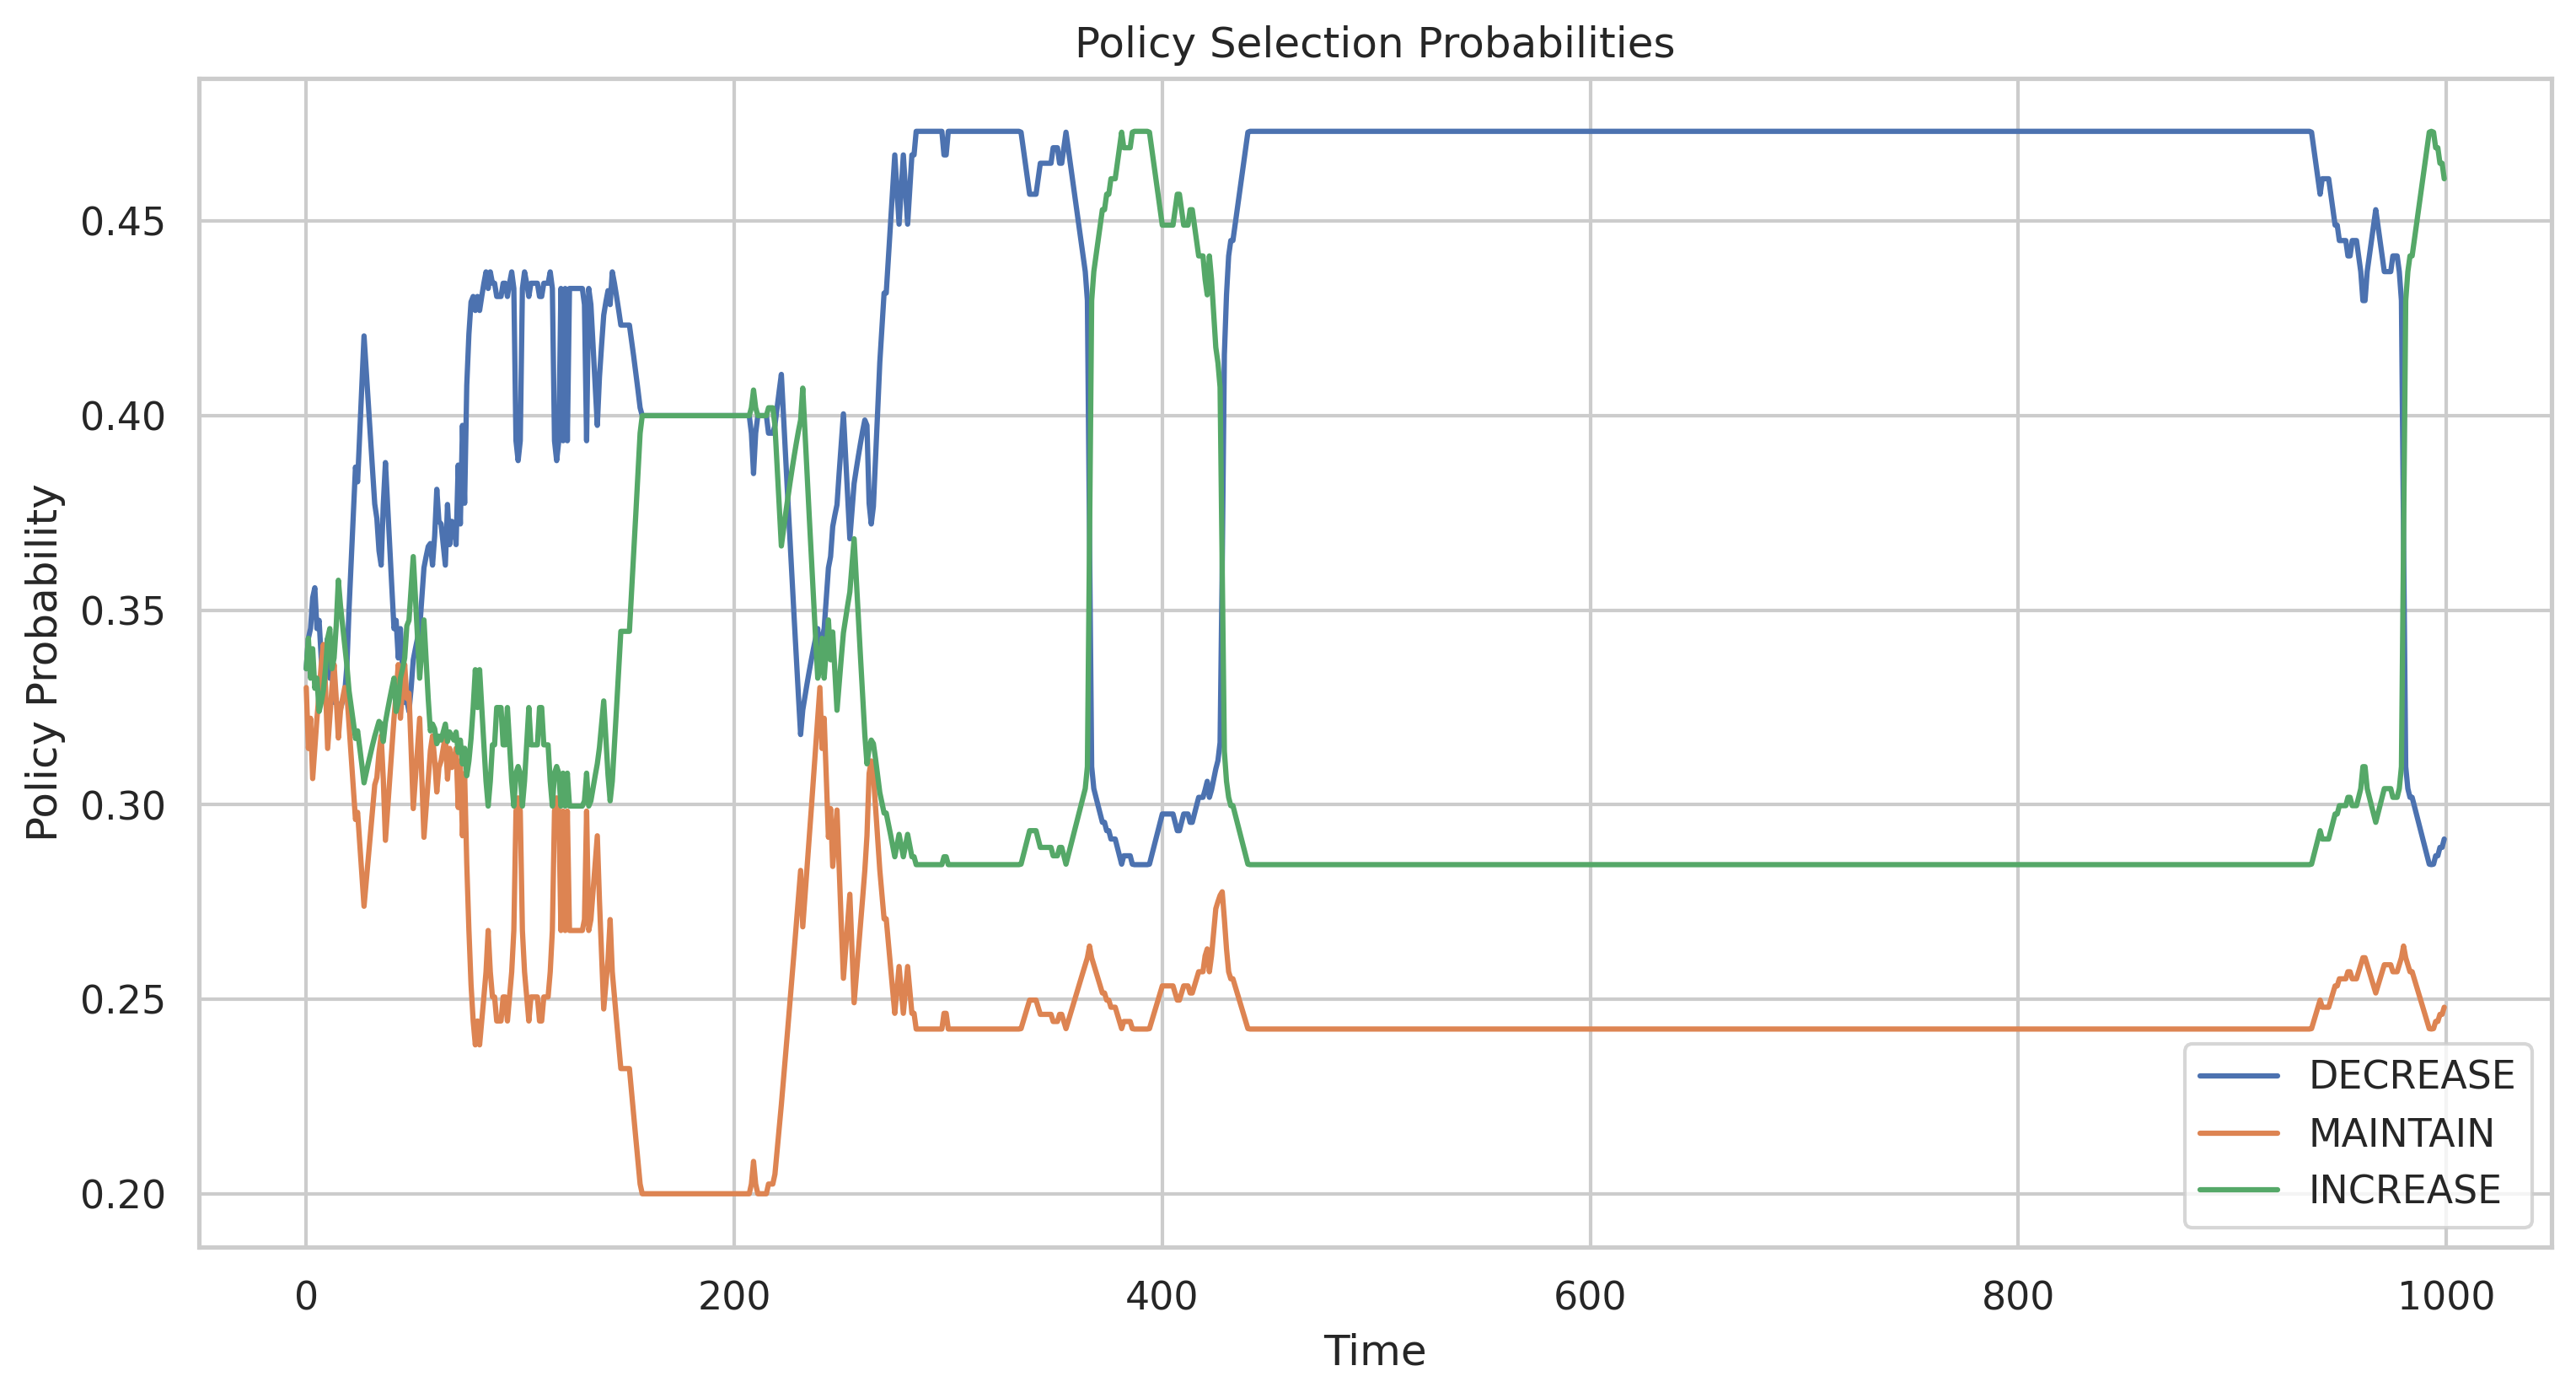 Policy Selection Probabilities
Policy Probability
0.45
0.40
0.35
0.30
0.25
0.20
DECREASE
MAINTAIN
INCREASE
0 200 400 600 800 1000
Time